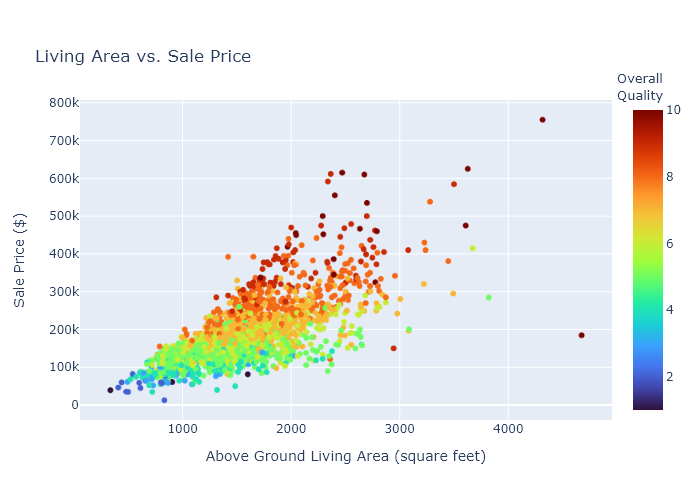 Living Area vs. Sale Price
Overall
Quality
800k
700k
600k
500k
400k
300k
200k
100k
0
Sale Price ($)
1000
2000
3000
4000
Above Ground Living Area (square feet)
10
8
6
4
2